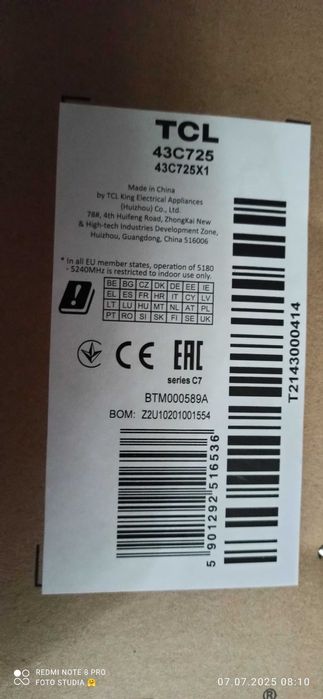 TCL
43C725
43C725X1
Made in China
by TCL King Electrical Appliances
(Huizhou) Co., Ltd.
78#, 4th Huifeng Road, ZhongKai New
& High-tech Industries Development Zone,
Huizhou, Guangdong, China 516006
* In all EU member states, operation of 5180
- 5240MHz is restricted to indoor use only.
BE BG CZ DK DE EE IE
EL ES FR HR IT CY LV
LT LU HU MT NL AT PL
PT RO SI SK FI SE UK
CE EAC
series C7
BTM000589A
BOM: Z2U10201001554
5 901292 516536
T2143000414
®
REDMI NOTE 8 PRO
FOTO STUDIA 🤗
07.07.2025 08:10